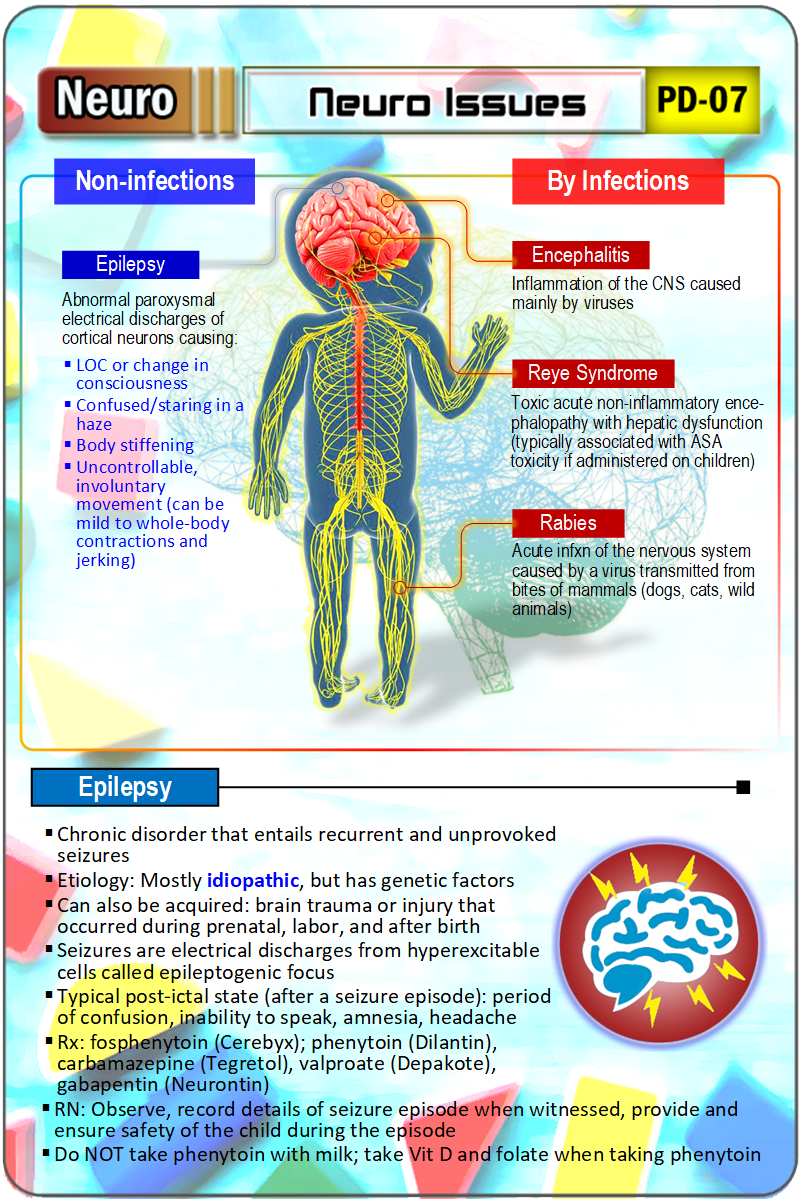 Neuro
Neuro Issues
PD-07
Non-infections
By Infections
Epilepsy
Abnormal paroxysmal
electrical discharges of
cortical neurons causing:
▪ LOC or change in
consciousness
▪ Confused/staring in a
haze
▪ Body stiffening
▪ Uncontrollable,
involuntary
movement (can be
mild to whole-body
contractions and
jerking)
Encephalitis
Inflammation of the CNS caused
mainly by viruses
Reye Syndrome
Toxic acute non-inflammatory ence-
phalopathy with hepatic dysfunction
(typically associated with ASA
toxicity if administered on children)
Rabies
Acute infxn of the nervous system
caused by a virus transmitted from
bites of mammals (dogs, cats, wild
animals)
Epilepsy
▪ Chronic disorder that entails recurrent and unprovoked
seizures
▪ Etiology: Mostly idiopathic, but has genetic factors
▪ Can also be acquired: brain trauma or injury that
occurred during prenatal, labor, and after birth
▪ Seizures are electrical discharges from hyperexcitable
cells called epileptogenic focus
▪ Typical post-ictal state (after a seizure episode): period
of confusion, inability to speak, amnesia, headache
▪ Rx: fosphenytoin (Cerebyx); phenytoin (Dilantin),
carbamazepine (Tegretol), valproate (Depakote),
gabapentin (Neurontin)
▪ RN: Observe, record details of seizure episode when witnessed, provide and
ensure safety of the child during the episode
▪ Do NOT take phenytoin with milk; take Vit D and folate when taking phenytoin